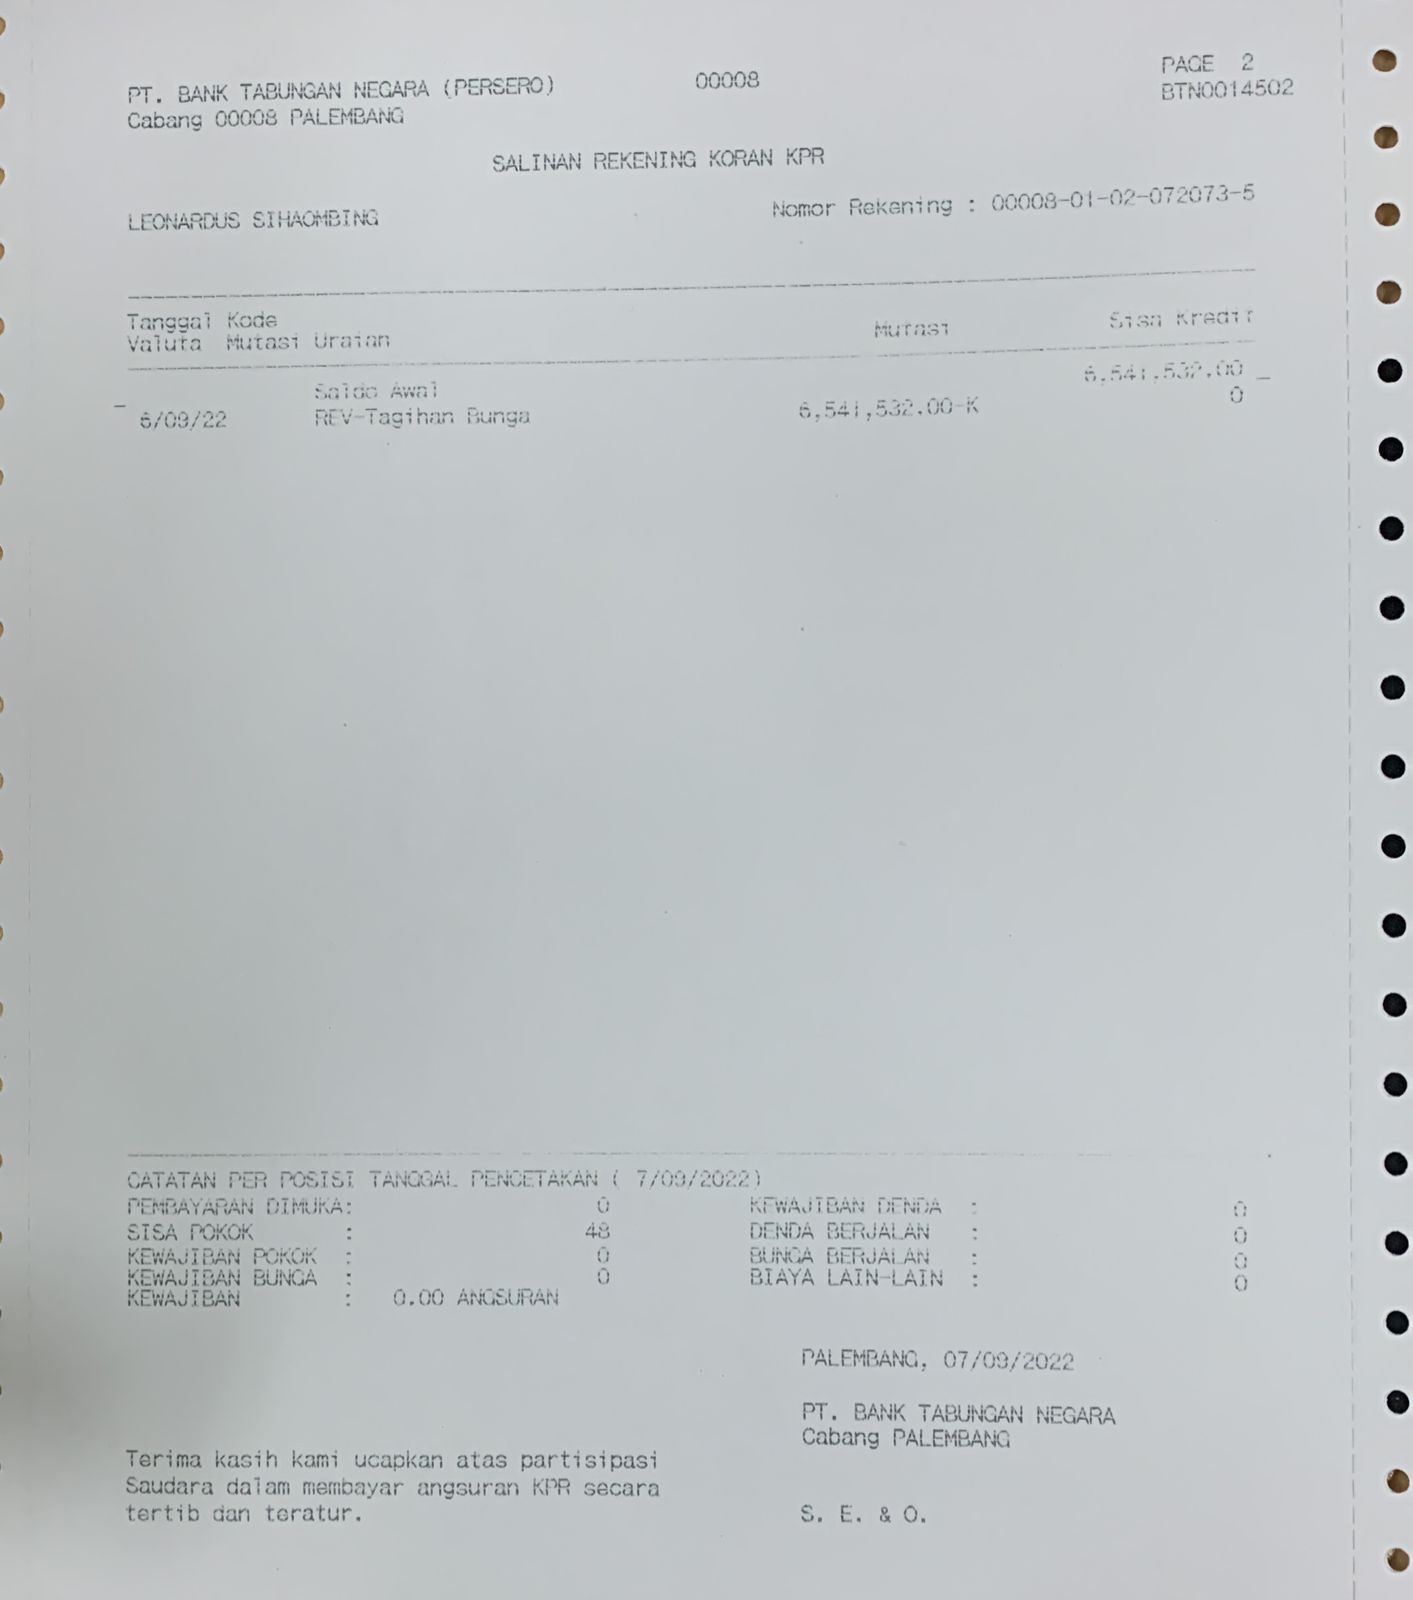 PAGE 2
PT. BANK TABUNGAN NEGARA (PERSERO) 00008 BTN0014502
Cabang 00008 PALEMBANG
SALINAN REKENING KORAN KPR
LEONARDUS SIHAOMBING Nomor Rekening : 00008-01-02-072073-5
Tanggal Kode Mutasi Sisa Kredit
Valuta Mutasi Uraian
Saldo Awal 6,541,532.00
6/09/22 REV-Tagihan Bunga 6,541,532.00-K 0
CATATAN PER POSISI TANGGAL PENCETAKAN ( 7/09/2022)
PEMBAYARAN DIMUKA: 0 KEWAJIBAN DENDA : 0
SISA POKOK : 48 DENDA BERJALAN : 0
KEWAJIBAN POKOK : 0 BUNGA BERJALAN : 0
KEWAJIBAN BUNGA : 0 BIAYA LAIN-LAIN : 0
KEWAJIBAN : 0.00 ANGSURAN
PALEMBANG, 07/09/2022
PT. BANK TABUNGAN NEGARA
Cabang PALEMBANG
Terima kasih kami ucapkan atas partisipasi
Saudara dalam membayar angsuran KPR secara
tertib dan teratur. S. E. & O.